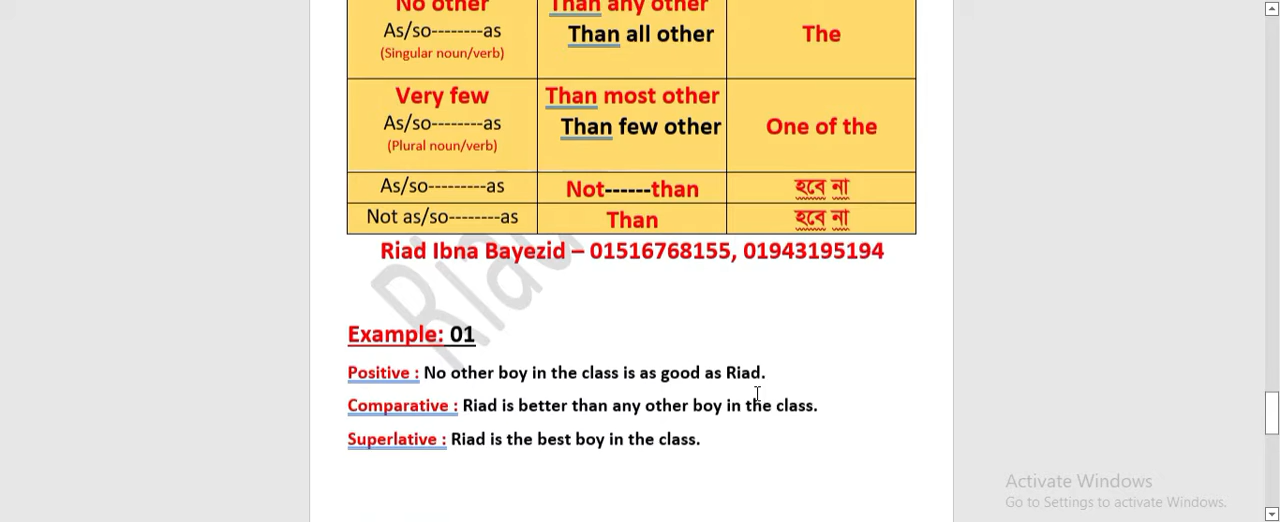 No other Than any other
As/so--------as Than all other The
(Singular noun/verb)
Very few Than most other
As/so--------as Than few other One of the
(Plural noun/verb)
As/so---------as Not------than হবে না
Not as/so--------as Than হবে না
Riad Ibna Bayezid – 01516768155, 01943195194
Riad
Example: 01
Positive : No other boy in the class is as good as Riad.
Comparative : Riad is better than any other boy in the class.
Superlative : Riad is the best boy in the class.
Activate Windows
Go to Settings to activate Windows.